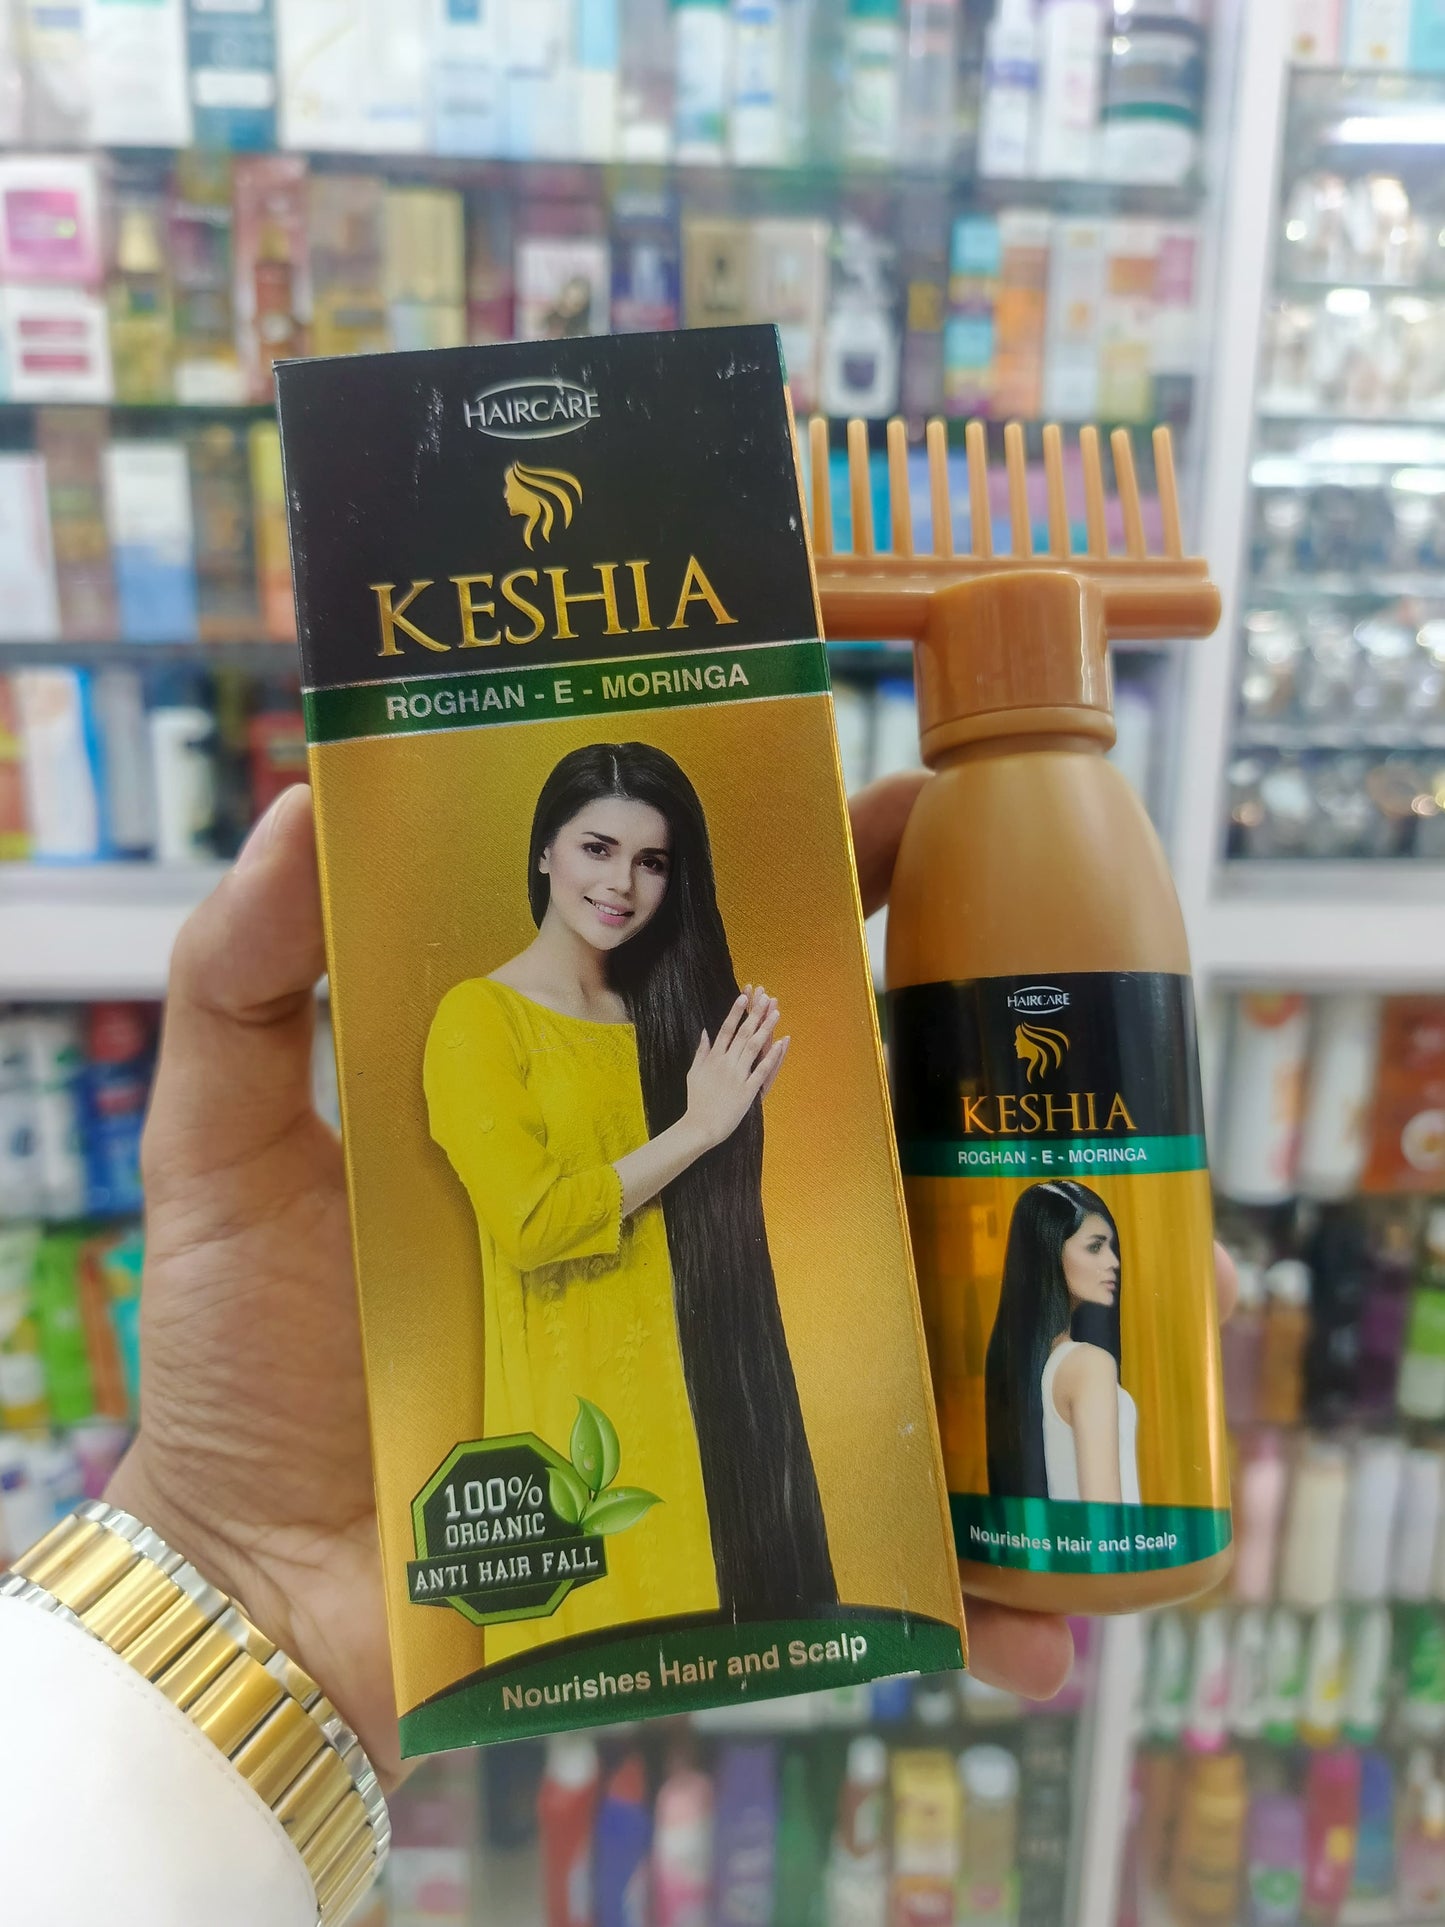 HAIRCARE
KESHIA
ROGHAN - E - MORINGA
100%
ORGANIC
ANTI HAIR FALL
Nourishes Hair and Scalp
HAIRCARE
KESHIA
ROGHAN - E - MORINGA
Nourishes Hair and Scalp